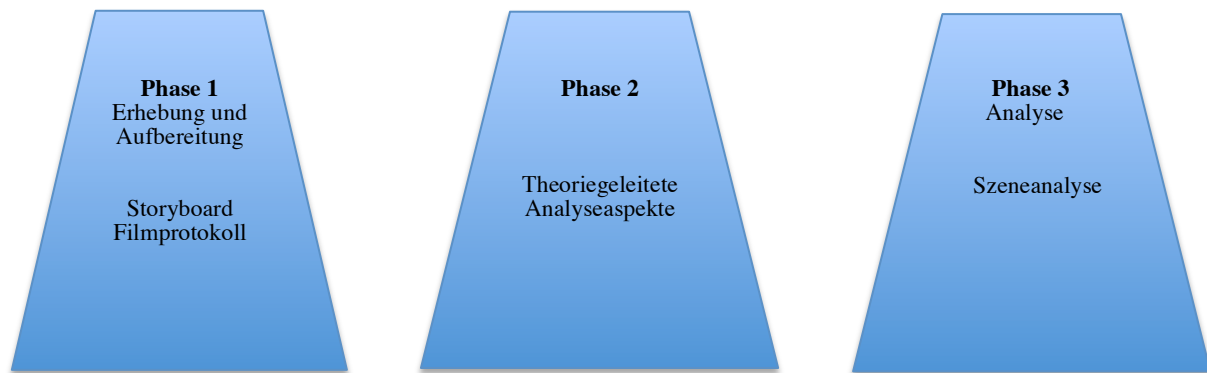 Phase 1
Erhebung und
Aufbereitung
Storyboard
Filmprotokoll
Phase 2
Theoriegeleitete
Analyseaspekte
Phase 3
Analyse
Szeneanalyse